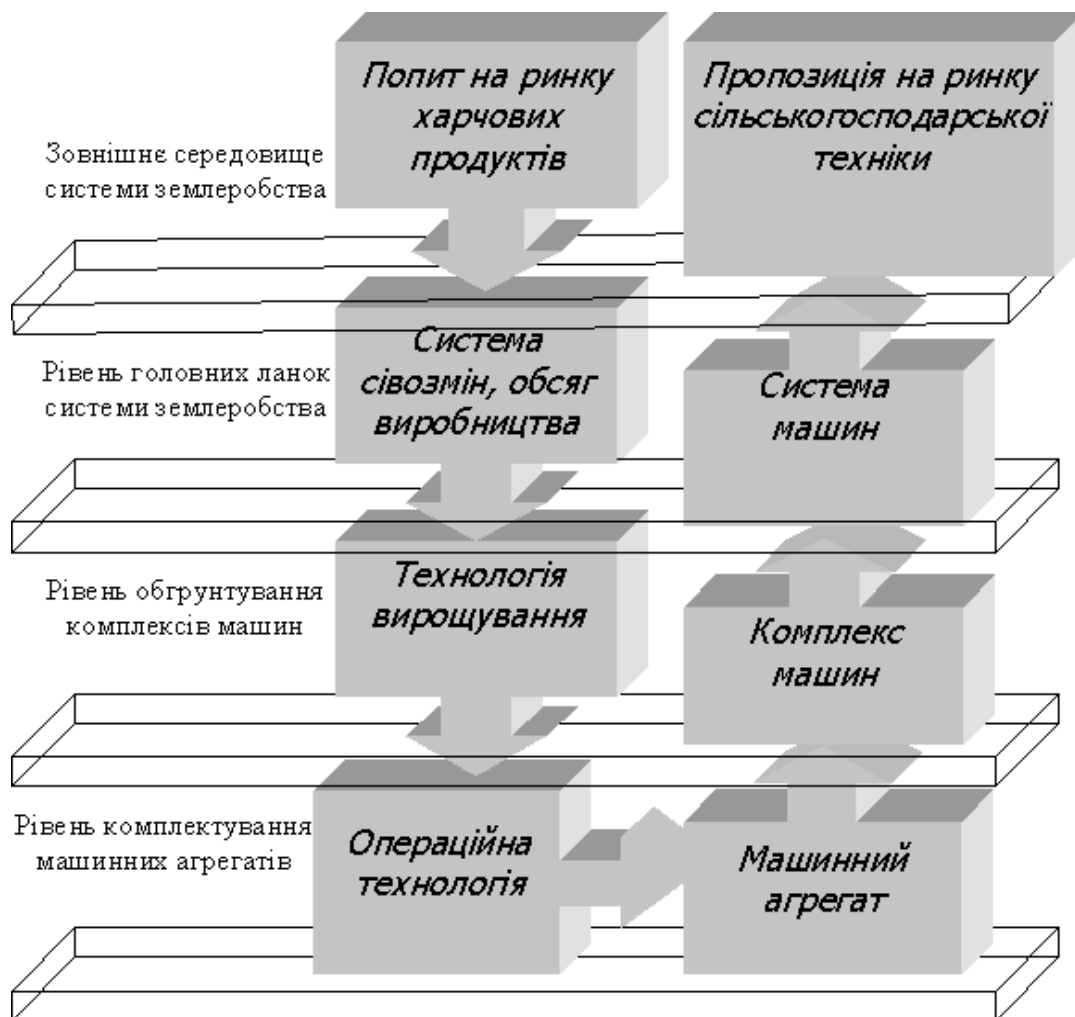 Попит на ринку
харчових
продуктів
Пропозиція на ринку
сільськогосподарської
техніки
Зовнішнє середовище
системи землеробства
Система
сівозмін, обсяг
виробництва
Система
машин
Рівень головних ланок
системи землеробства
Технологія
вирощування
Комплекс
машин
Рівень обгрунтування
комплексів машин
Операційна
технологія
Машинний
агрегат
Рівень комплектування
машинних агрегатів